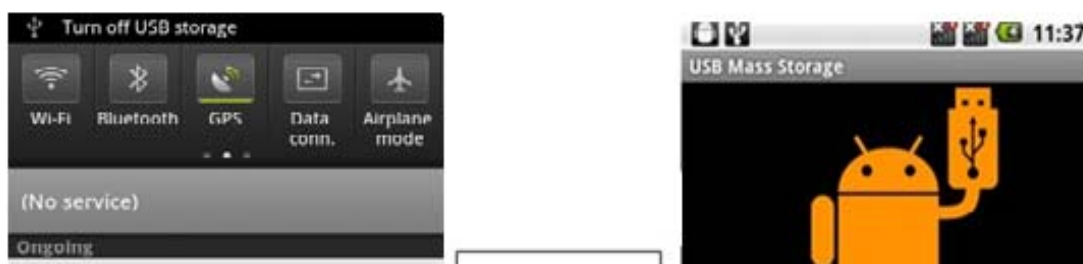 Turn off USB storage
Wi-Fi Bluetooth GPS Data conn. Airplane mode
(No service)
Ongoing
11:37
USB Mass Storage